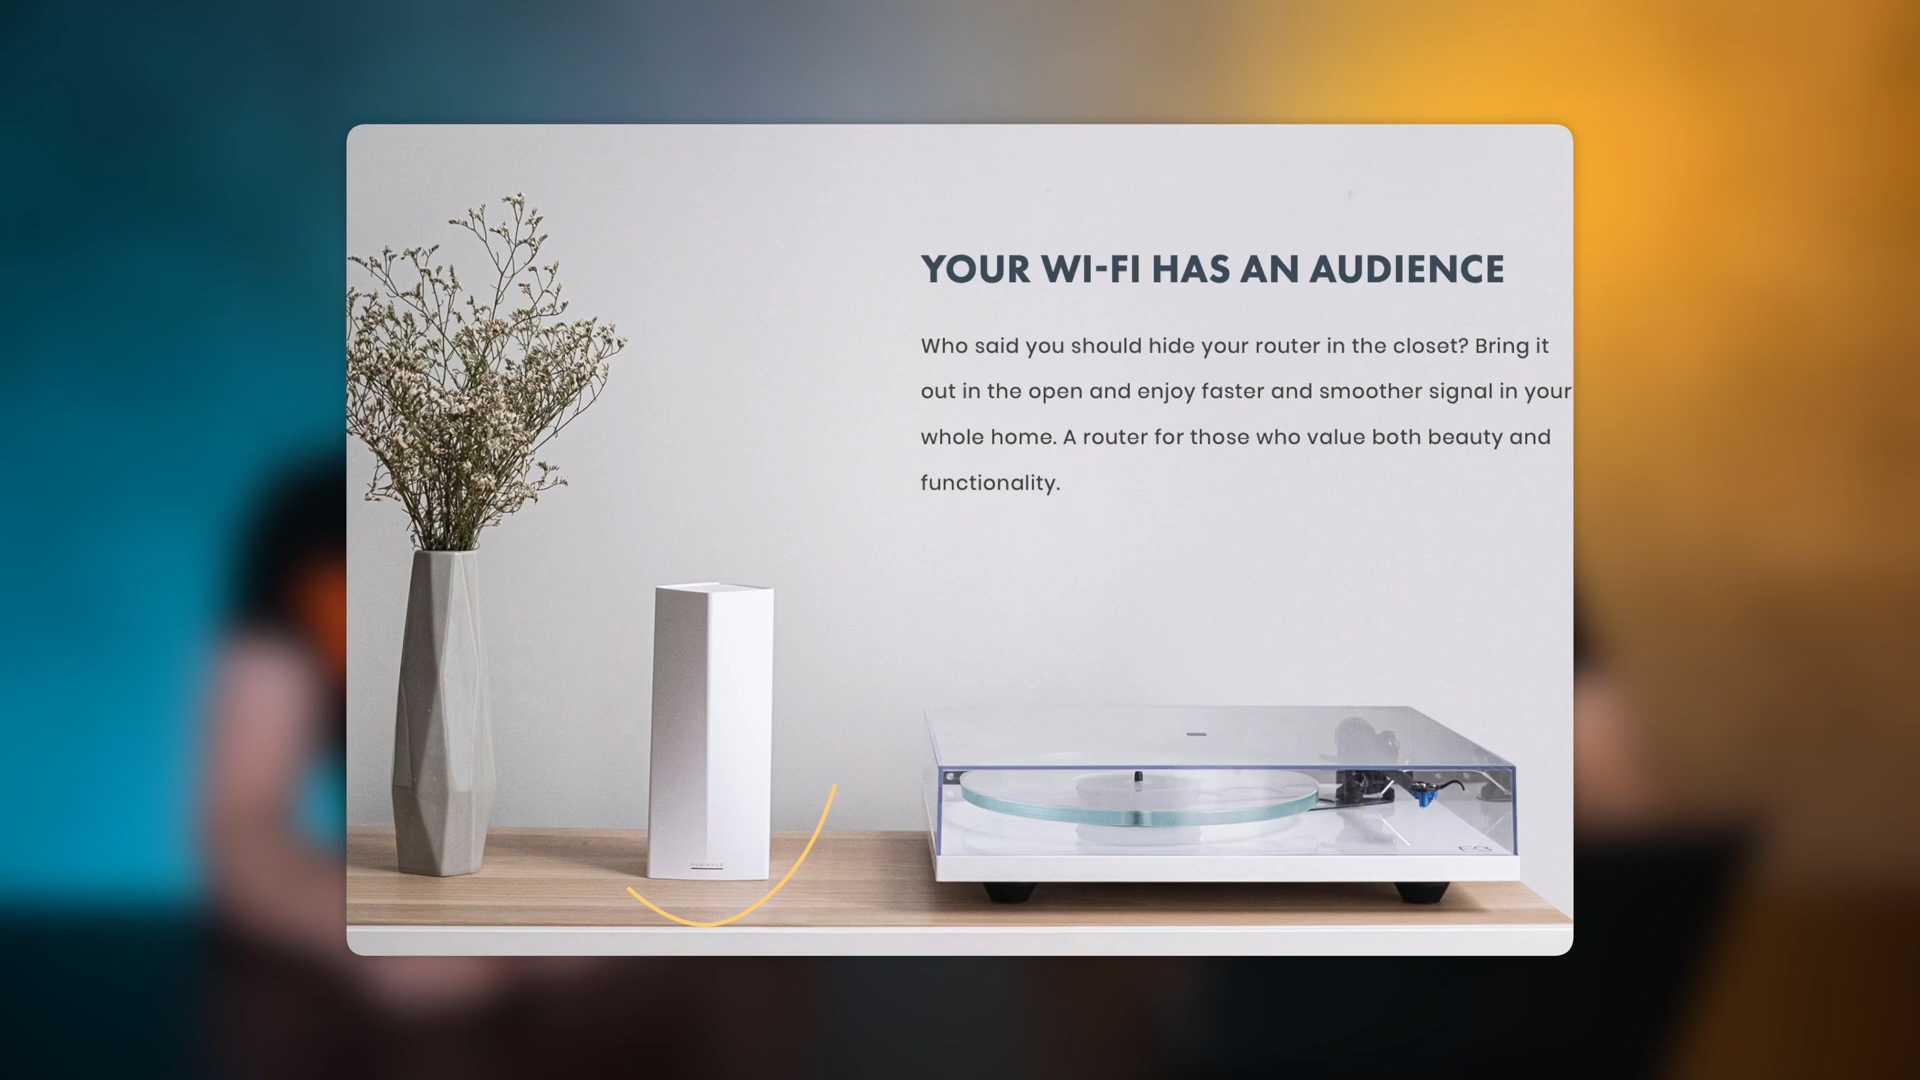 YOUR WI-FI HAS AN AUDIENCE
Who said you should hide your router in the closet? Bring it
out in the open and enjoy faster and smoother signal in your
whole home. A router for those who value both beauty and
functionality.
AUDIENCE